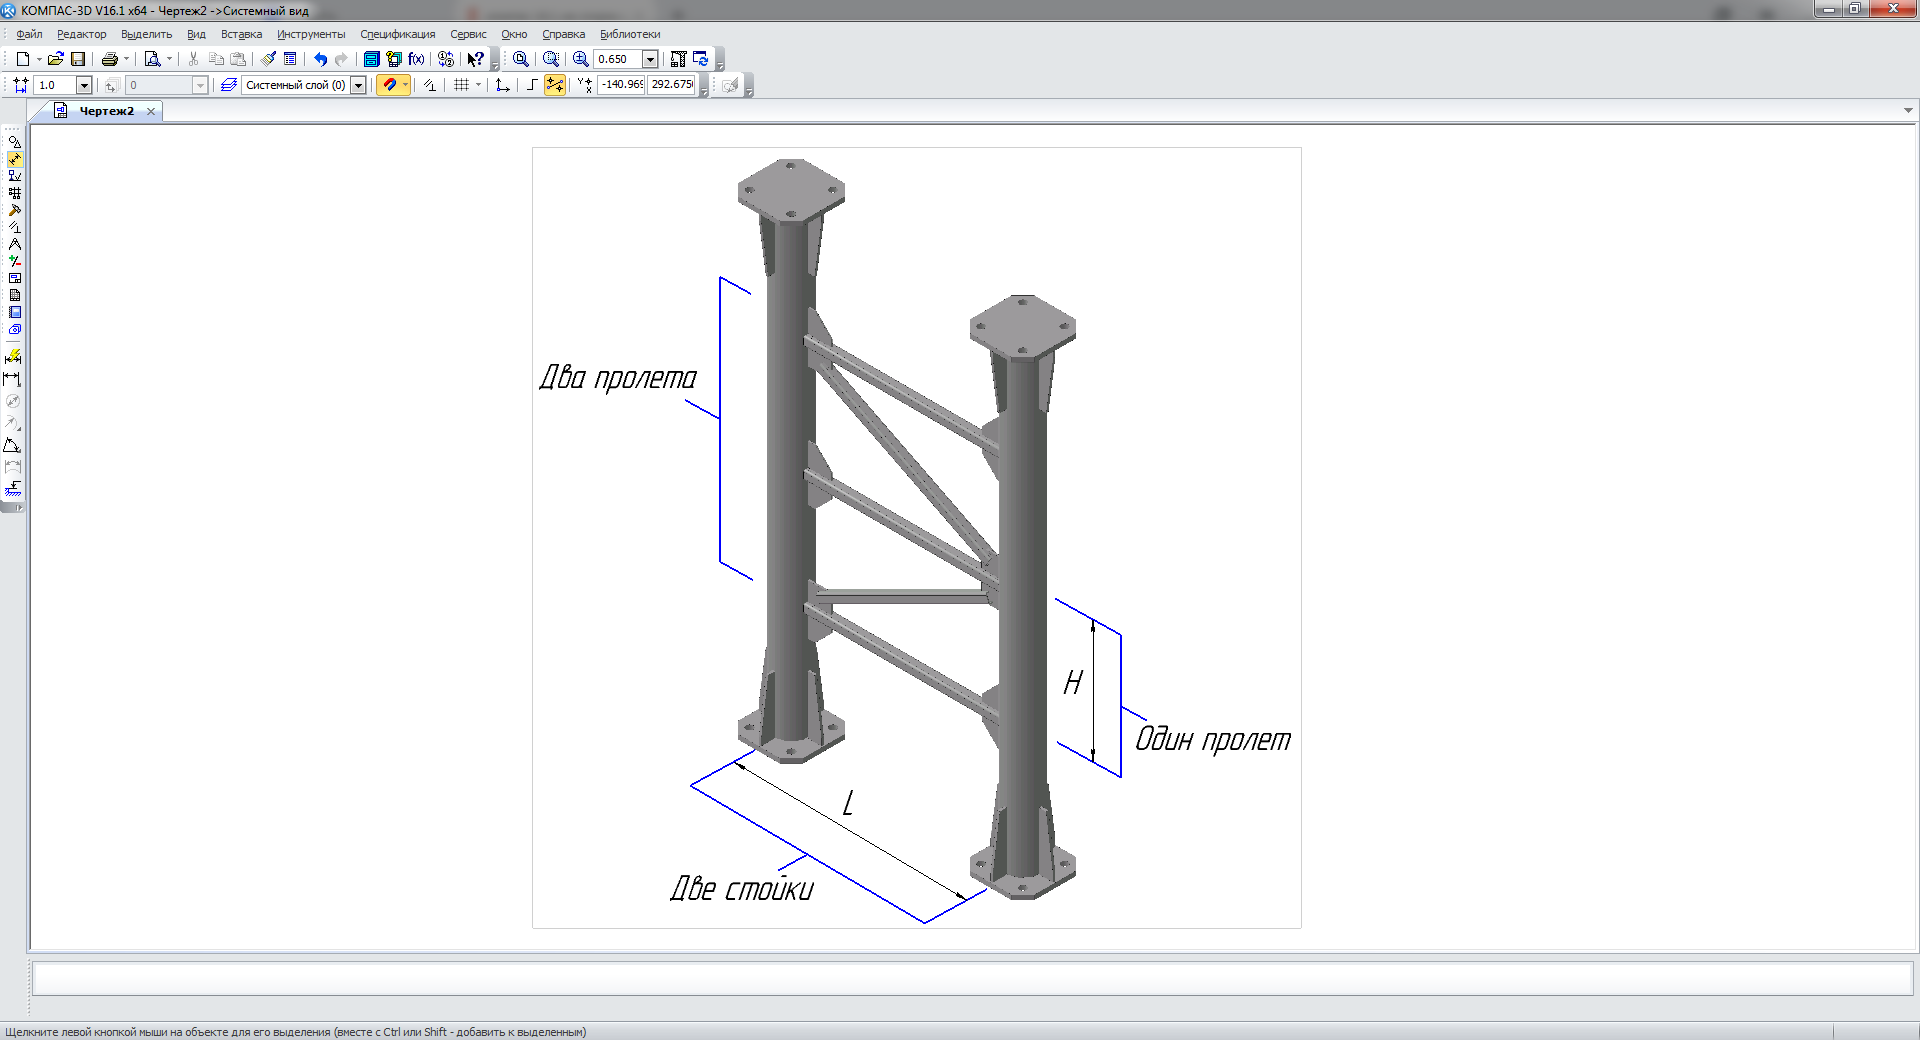 КОМПАС-3D V16.1 x64 - Чертеж2 ->Системный вид
Файл Редактор Выделить Вид Вставка Инструменты Спецификация Сервис Окно Справка Библиотеки
f(x) 0.650
1.0 0 Системный слой (0) -140.969 292.675
Чертеж2
Два пролета
H
Один пролет
L
Две стойки
Щелкните левой кнопкой мыши на объекте для его выделения (вместе с Ctrl или Shift - добавить к выделенным)